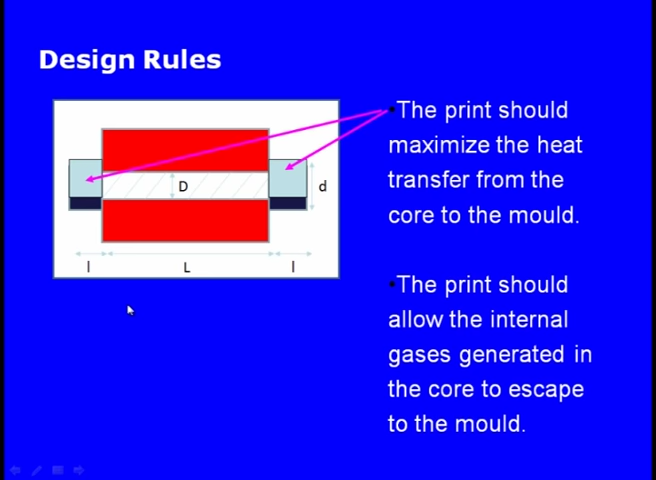 Design Rules
D
d
l
L
l
•The print should
maximize the heat
transfer from the
core to the mould.
•The print should
allow the internal
gases generated in
the core to escape
to the mould.